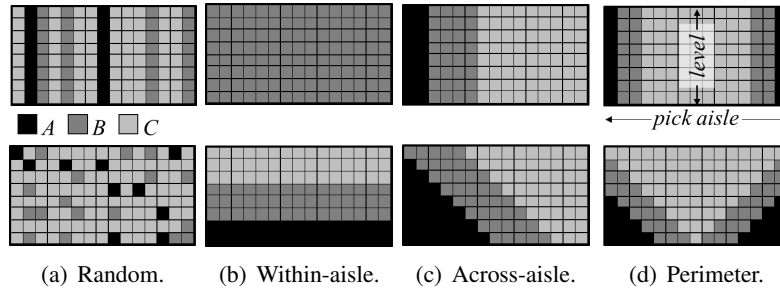 level
pick aisle
A B C
(a) Random. (b) Within-aisle. (c) Across-aisle. (d) Perimeter.